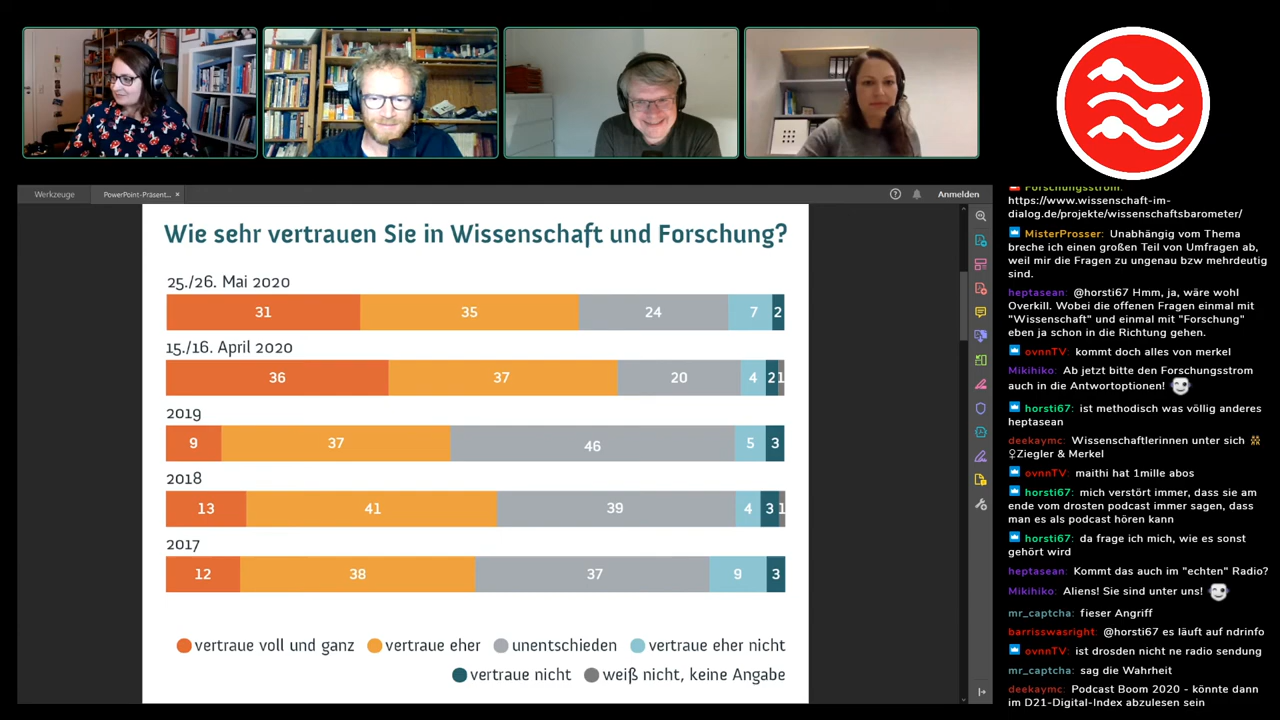 Werkzeuge
PowerPoint-Präsent... ×
Anmelden
Wie sehr vertrauen Sie in Wissenschaft und Forschung?
25./26. Mai 2020
31 35 24 7 2
15./16. April 2020
36 37 20 4 2 1
2019
9 37 46 5 3
2018
13 41 39 4 3 1
2017
12 38 37 9 3
vertraue voll und ganz vertraue eher unentschieden vertraue eher nicht
vertraue nicht weiß nicht, keine Angabe
Forschungsstrom:
https://www.wissenschaft-im-
dialog.de/projekte/wissenschaftsbarometer/
MisterProsser: Unabhängig vom Thema
breche ich einen großen Teil von Umfragen ab,
weil mir die Fragen zu ungenau bzw mehrdeutig
sind.
heptasean: @horsti67 Hmm, ja, wäre wohl
Overkill. Wobei die offenen Fragen einmal mit
"Wissenschaft" und einmal mit "Forschung"
eben ja schon in die Richtung gehen.
ovnnTV: kommt doch alles von merkel
Mikihiko: Ab jetzt bitte den Forschungsstrom
auch in die Antwortoptionen!
horsti67: ist methodisch was völlig anderes
heptasean
deekaymc: Wissenschaftlerinnen unter sich
♀Ziegler & Merkel
ovnnTV: maithi hat 1mille abos
horsti67: mich verstört immer, dass sie am
ende vom drosten podcast immer sagen, dass
man es als podcast hören kann
horsti67: da frage ich mich, wie es sonst
gehört wird
heptasean: Kommt das auch im "echten" Radio?
Mikihiko: Aliens! Sie sind unter uns!
mr_captcha: fieser Angriff
barrisswasright: @horsti67 es läuft auf ndrinfo
ovnnTV: ist drosden nicht ne radio sendung
mr_captcha: sag die Wahrheit
deekaymc: Podcast Boom 2020 - könnte dann
im D21-Digital-Index abzulesen sein